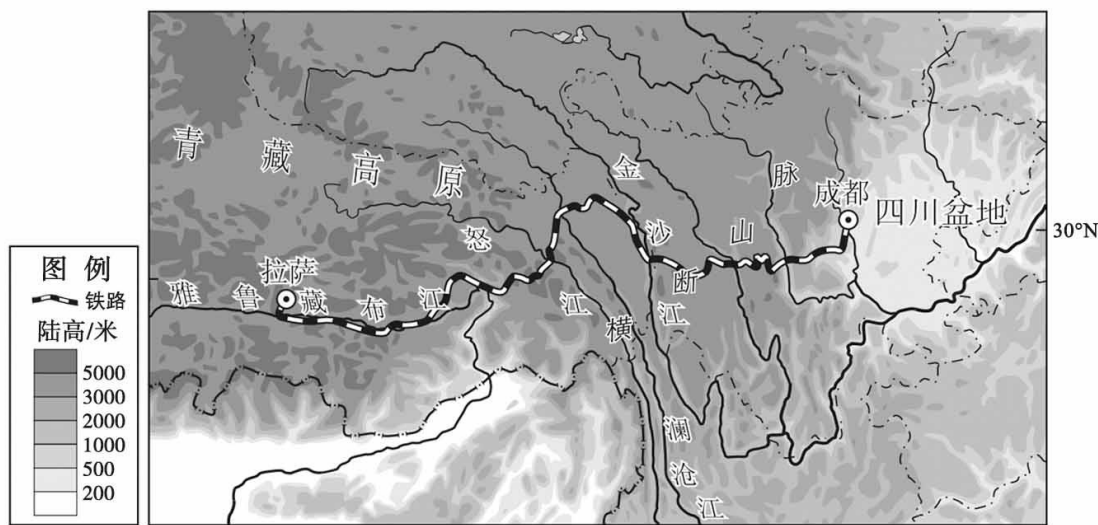 青藏高原
金沙江
横断山脉
成都
四川盆地
30°N
怒江
拉萨
雅鲁藏布江
澜沧江
图例
铁路
陆高/米
5000
3000
2000
1000
500
200